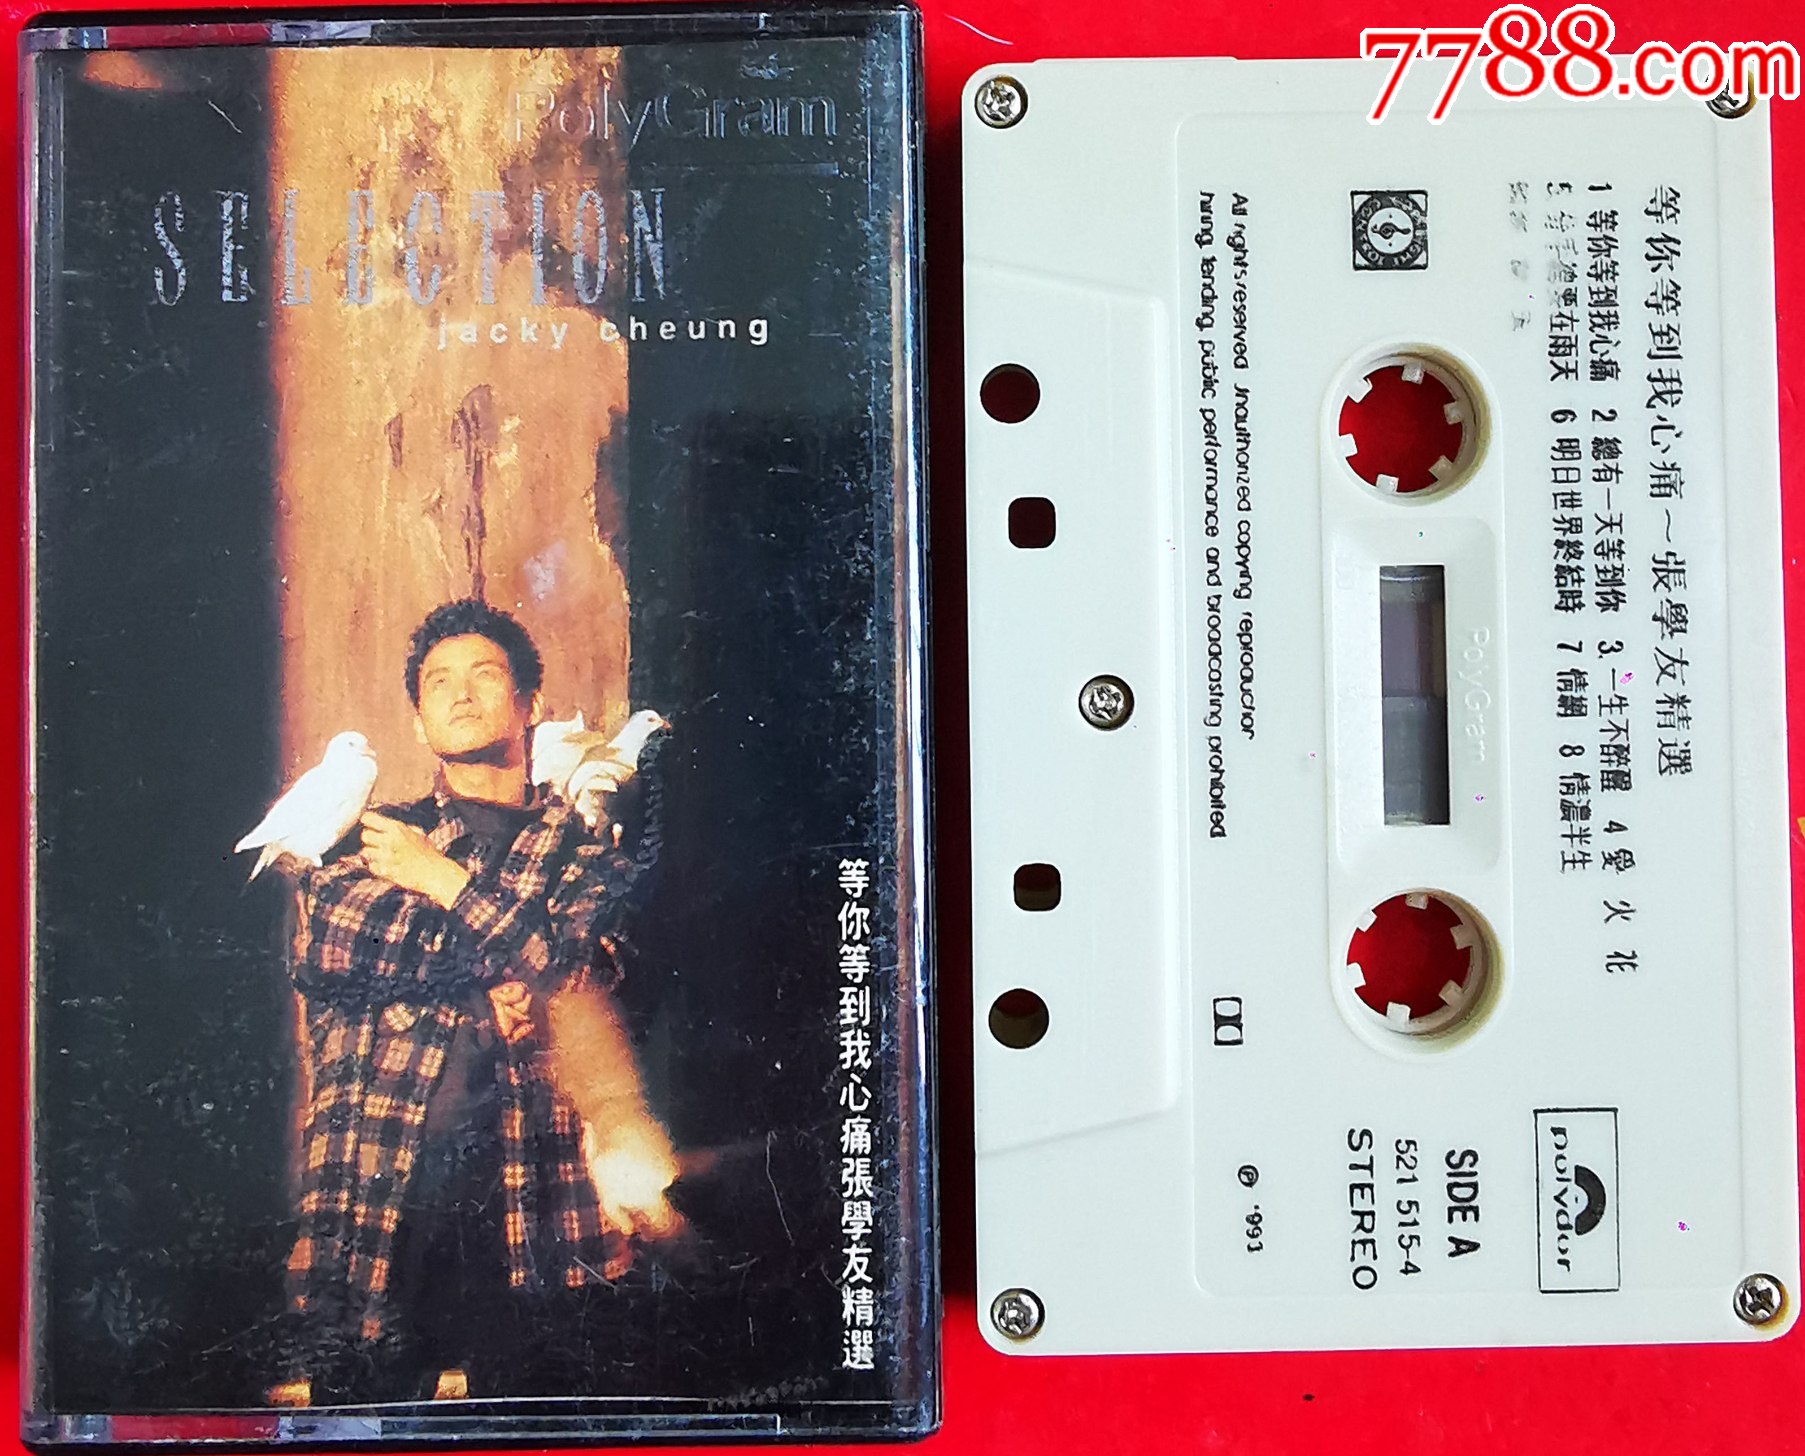 PolyGram
SELECTION
jacky cheung
等你等到我心痛張學友精選
7788.com
等你等到我心痛～張學友精選
1 等你等到我心痛 2 總有一天等到你 3. 一生不醉醒 4 愛 火 花
在雨天 6 明日世界終結時 7 情網 8 情濃半生
PolyGram
All rights reserved Unauthorized copying reproduction
hiring, lending, public performance and broadcasting prohibited
polydor
SIDE A
521 515-4
STEREO